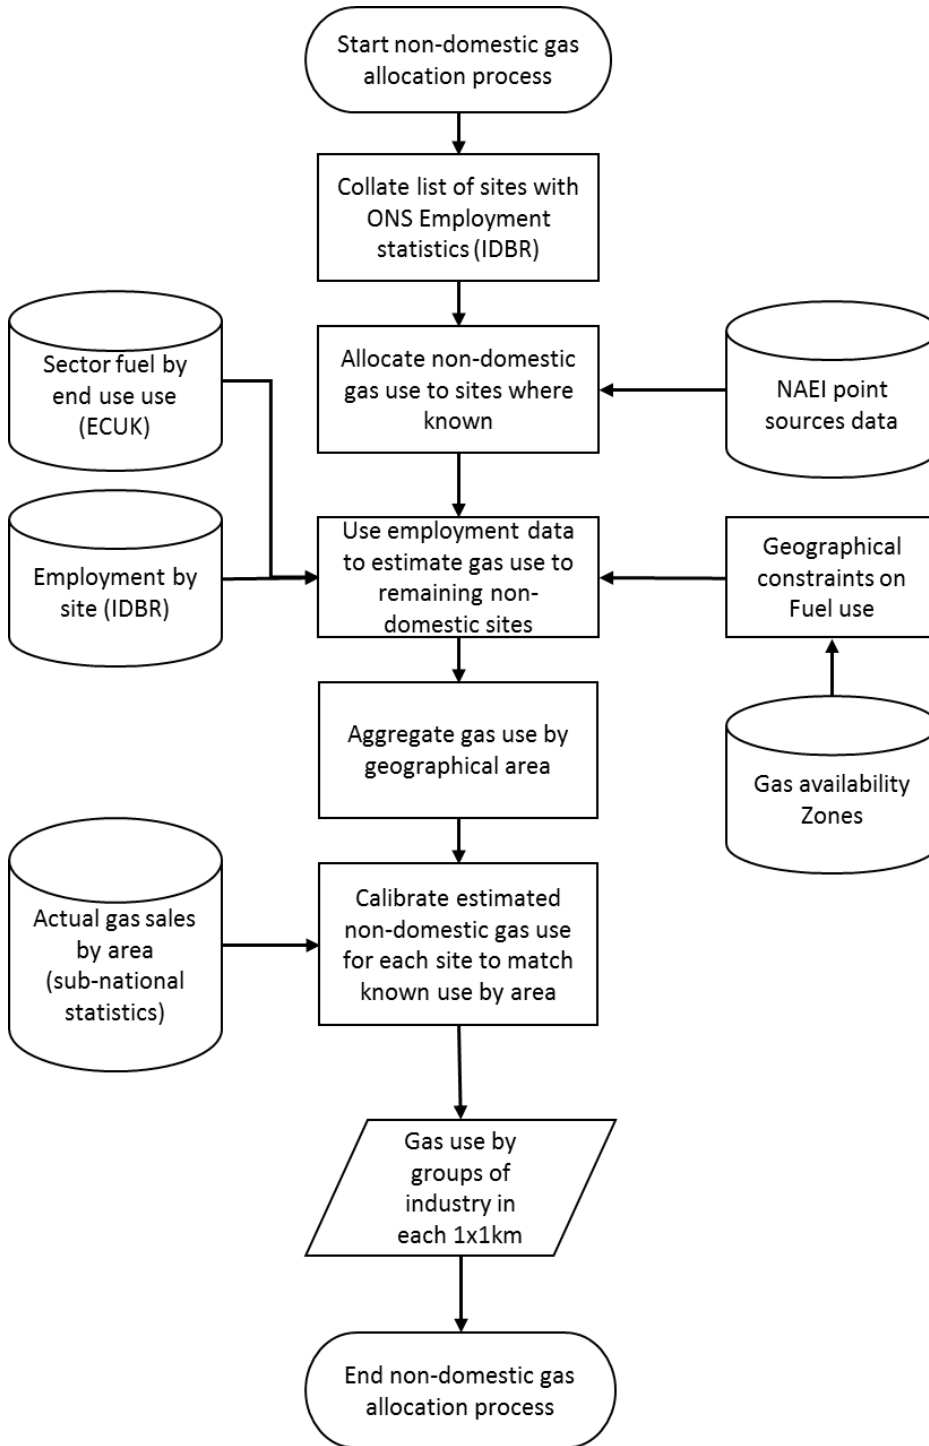 Start non-domestic gas
allocation process
Collate list of sites with
ONS Employment
statistics (IDBR)
Sector fuel by
end use use
(ECUK)
Allocate non-domestic
gas use to sites where
known
NAEI point
sources data
Employment by
site (IDBR)
Use employment data
to estimate gas use to
remaining non-
domestic sites
Geographical
constraints on
Fuel use
Aggregate gas use by
geographical area
Gas availability
Zones
Actual gas sales
by area
(sub-national
statistics)
Calibrate estimated
non-domestic gas use
for each site to match
known use by area
Gas use by
groups of
industry in
each 1x1km
End non-domestic gas
allocation process